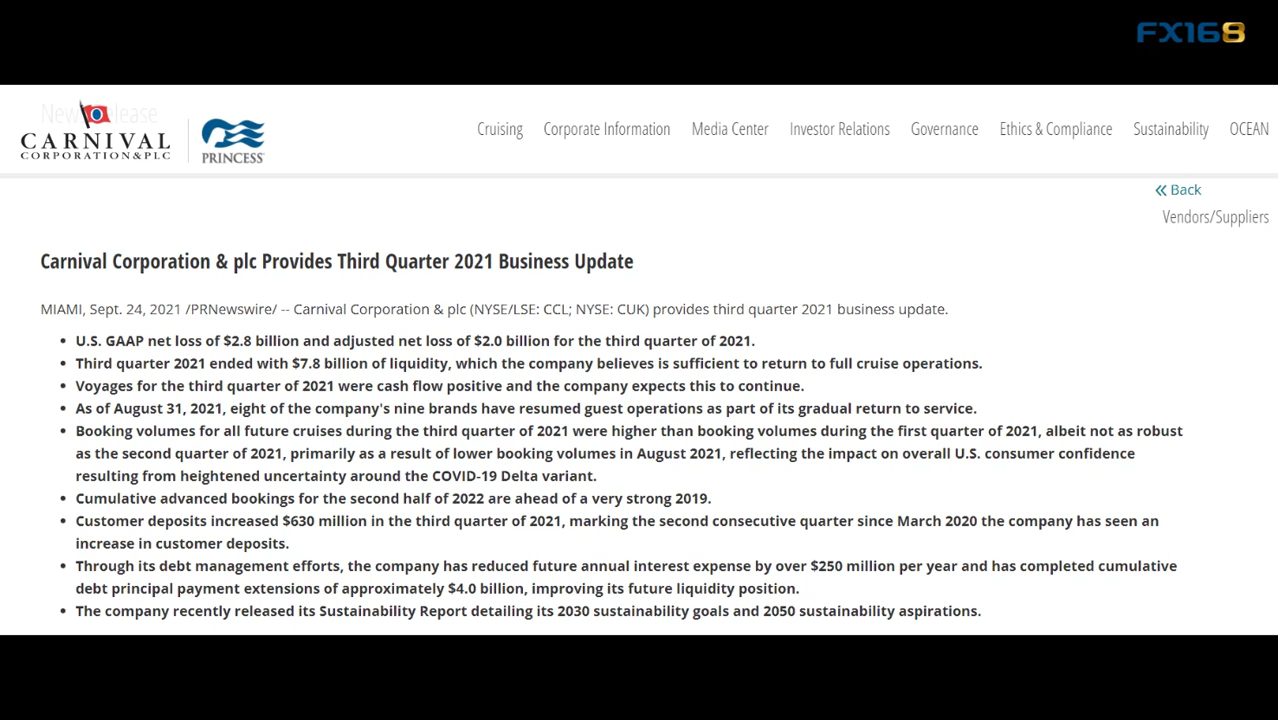 FX168
News Release
CARNIVAL
CORPORATION & PLC
PRINCESS
Cruising Corporate Information Media Center Investor Relations Governance Ethics & Compliance Sustainability OCEAN
Back
Vendors/Suppliers
Carnival Corporation & plc Provides Third Quarter 2021 Business Update
MIAMI, Sept. 24, 2021 /PRNewswire/ -- Carnival Corporation & plc (NYSE/LSE: CCL; NYSE: CUK) provides third quarter 2021 business update.
• U.S. GAAP net loss of $2.8 billion and adjusted net loss of $2.0 billion for the third quarter of 2021.
• Third quarter 2021 ended with $7.8 billion of liquidity, which the company believes is sufficient to return to full cruise operations.
• Voyages for the third quarter of 2021 were cash flow positive and the company expects this to continue.
• As of August 31, 2021, eight of the company's nine brands have resumed guest operations as part of its gradual return to service.
• Booking volumes for all future cruises during the third quarter of 2021 were higher than booking volumes during the first quarter of 2021, albeit not as robust
as the second quarter of 2021, primarily as a result of lower booking volumes in August 2021, reflecting the impact on overall U.S. consumer confidence
resulting from heightened uncertainty around the COVID-19 Delta variant.
• Cumulative advanced bookings for the second half of 2022 are ahead of a very strong 2019.
• Customer deposits increased $630 million in the third quarter of 2021, marking the second consecutive quarter since March 2020 the company has seen an
increase in customer deposits.
• Through its debt management efforts, the company has reduced future annual interest expense by over $250 million per year and has completed cumulative
debt principal payment extensions of approximately $4.0 billion, improving its future liquidity position.
• The company recently released its Sustainability Report detailing its 2030 sustainability goals and 2050 sustainability aspirations.